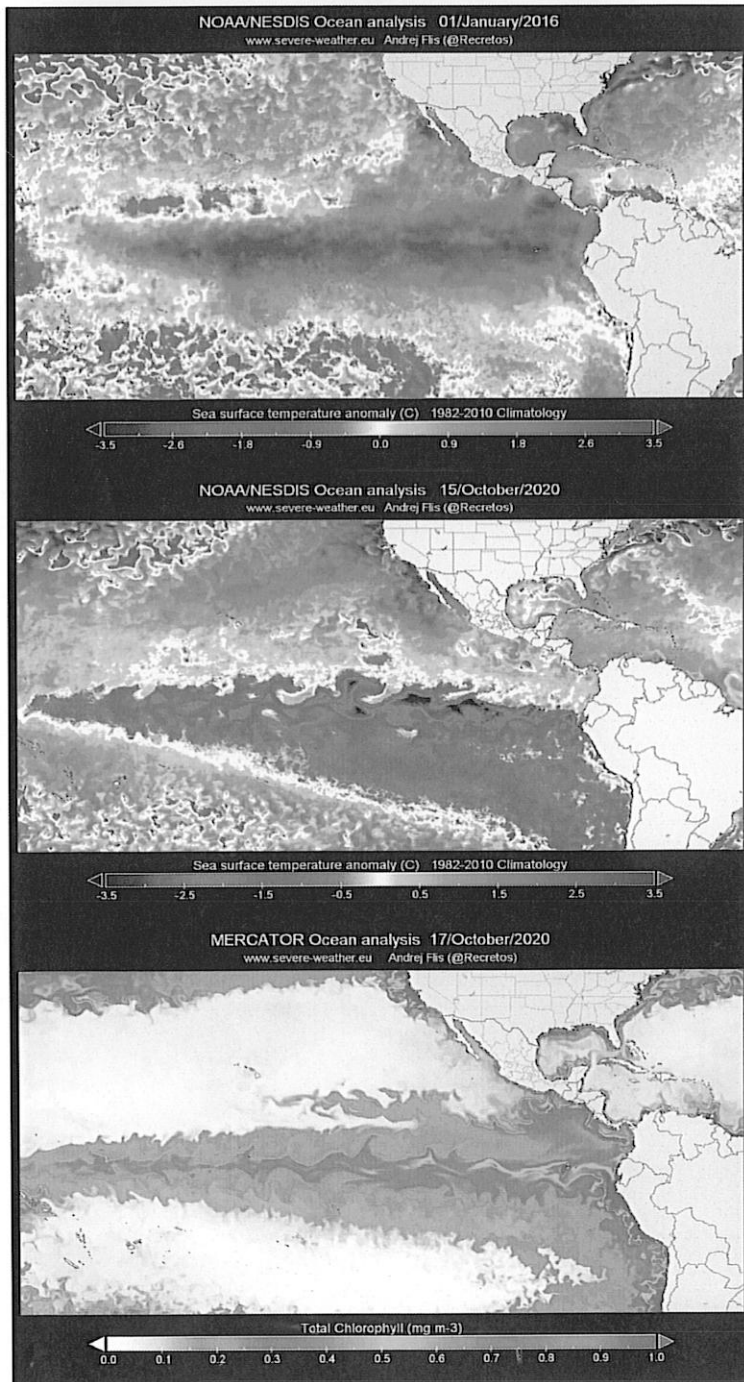 NOAA/NESDIS Ocean analysis 01/January/2016
www.severe-weather.eu Andrej Flis (@Recretos)
Sea surface temperature anomaly (C) 1982-2010 Climatology
-3.5 -2.6 -1.8 -0.9 0.0 0.9 1.8 2.6 3.5
NOAA/NESDIS Ocean analysis 15/October/2020
www.severe-weather.eu Andrej Flis (@Recretos)
Sea surface temperature anomaly (C) 1982-2010 Climatology
-3.5 -2.5 -1.5 -0.5 0.5 1.5 2.5 3.5
MERCATOR Ocean analysis 17/October/2020
www.severe-weather.eu Andrej Flis (@Recretos)
Total Chlorophyll (mg m-3)
0.0 0.1 0.2 0.3 0.4 0.5 0.6 0.7 0.8 0.9 1.0